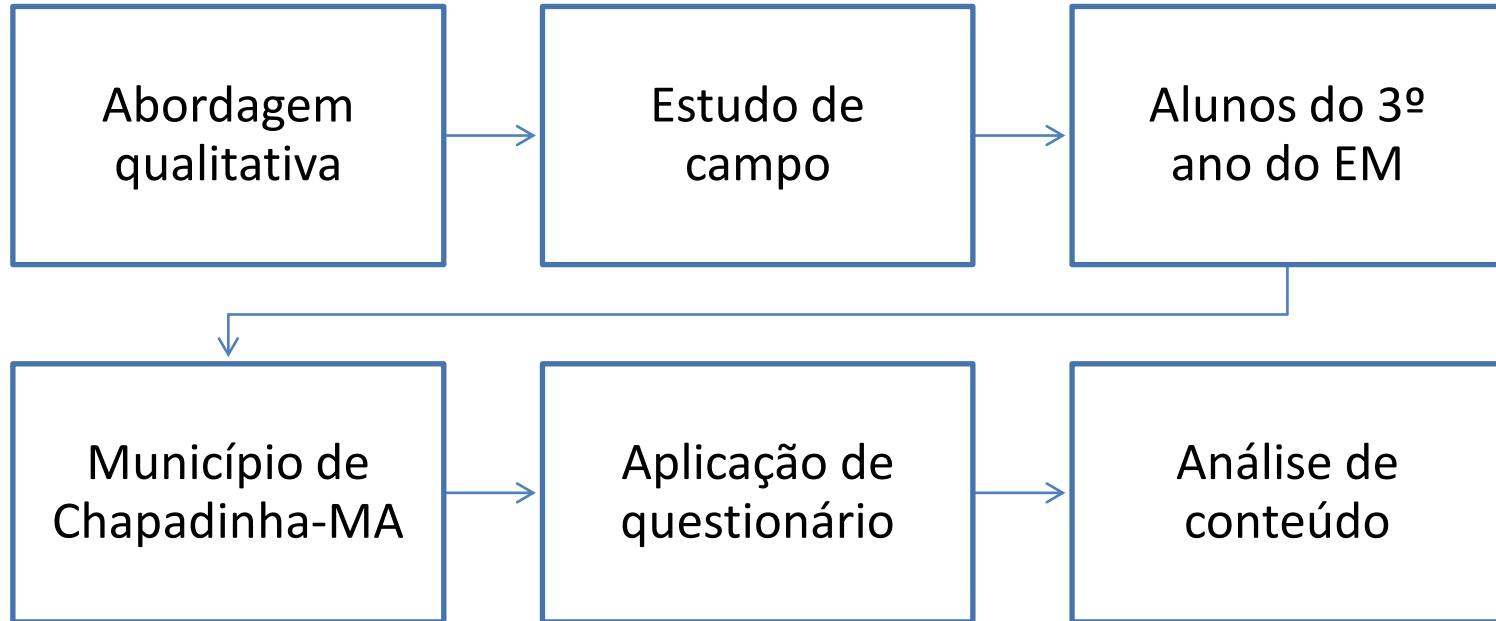 Abordagem
qualitativa
Estudo de
campo
Alunos do 3º
ano do EM
Município de
Chapadinha-MA
Aplicação de
questionário
Análise de
conteúdo